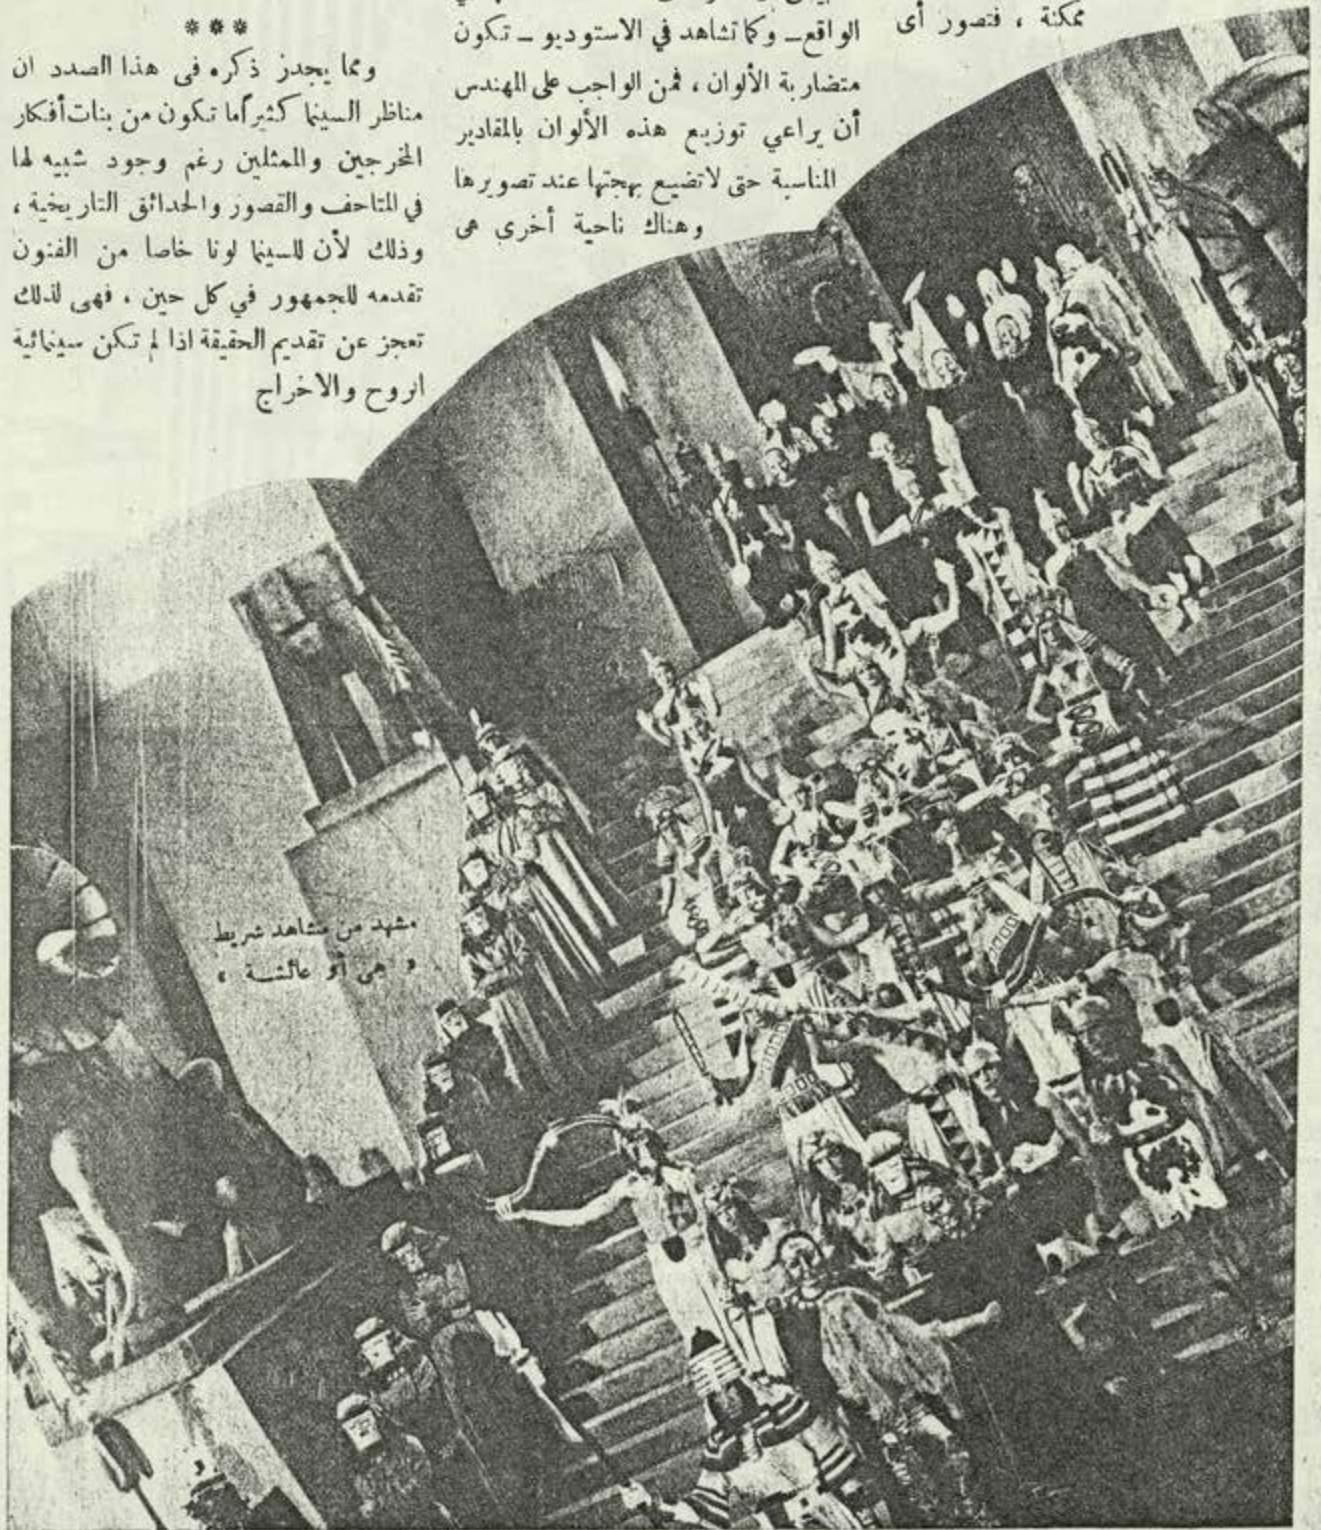 ممكنة ، فتصور أى
الواقع ـ وكما تشاهد في الاستوديو ـ تكون
متضاربة الألوان ، فمن الواجب على المهندس
أن يراعي توزيع هذه الألوان بالمقادير
المناسبة حتى لاتضيع بهجتها عند تصويرها
وهناك ناحية أخرى هى
***
ومما يجدر ذكره فى هذا الصدد ان
مناظر السينما كثيراً ما تكون من بنات أفكار
المخرجين والممثلين رغم وجود شبيه لها
في المتاحف والقصور والحدائق التاريخية ،
وذلك لأن للسينما لونا خاصا من الفنون
تقدمه للجمهور في كل حين ، فهى لذلك
تعجز عن تقديم الحقيقة اذا لم تكن سينمائية
الروح والاخراج
مشهد من مشاهد شريط
« هى أو عائشة »